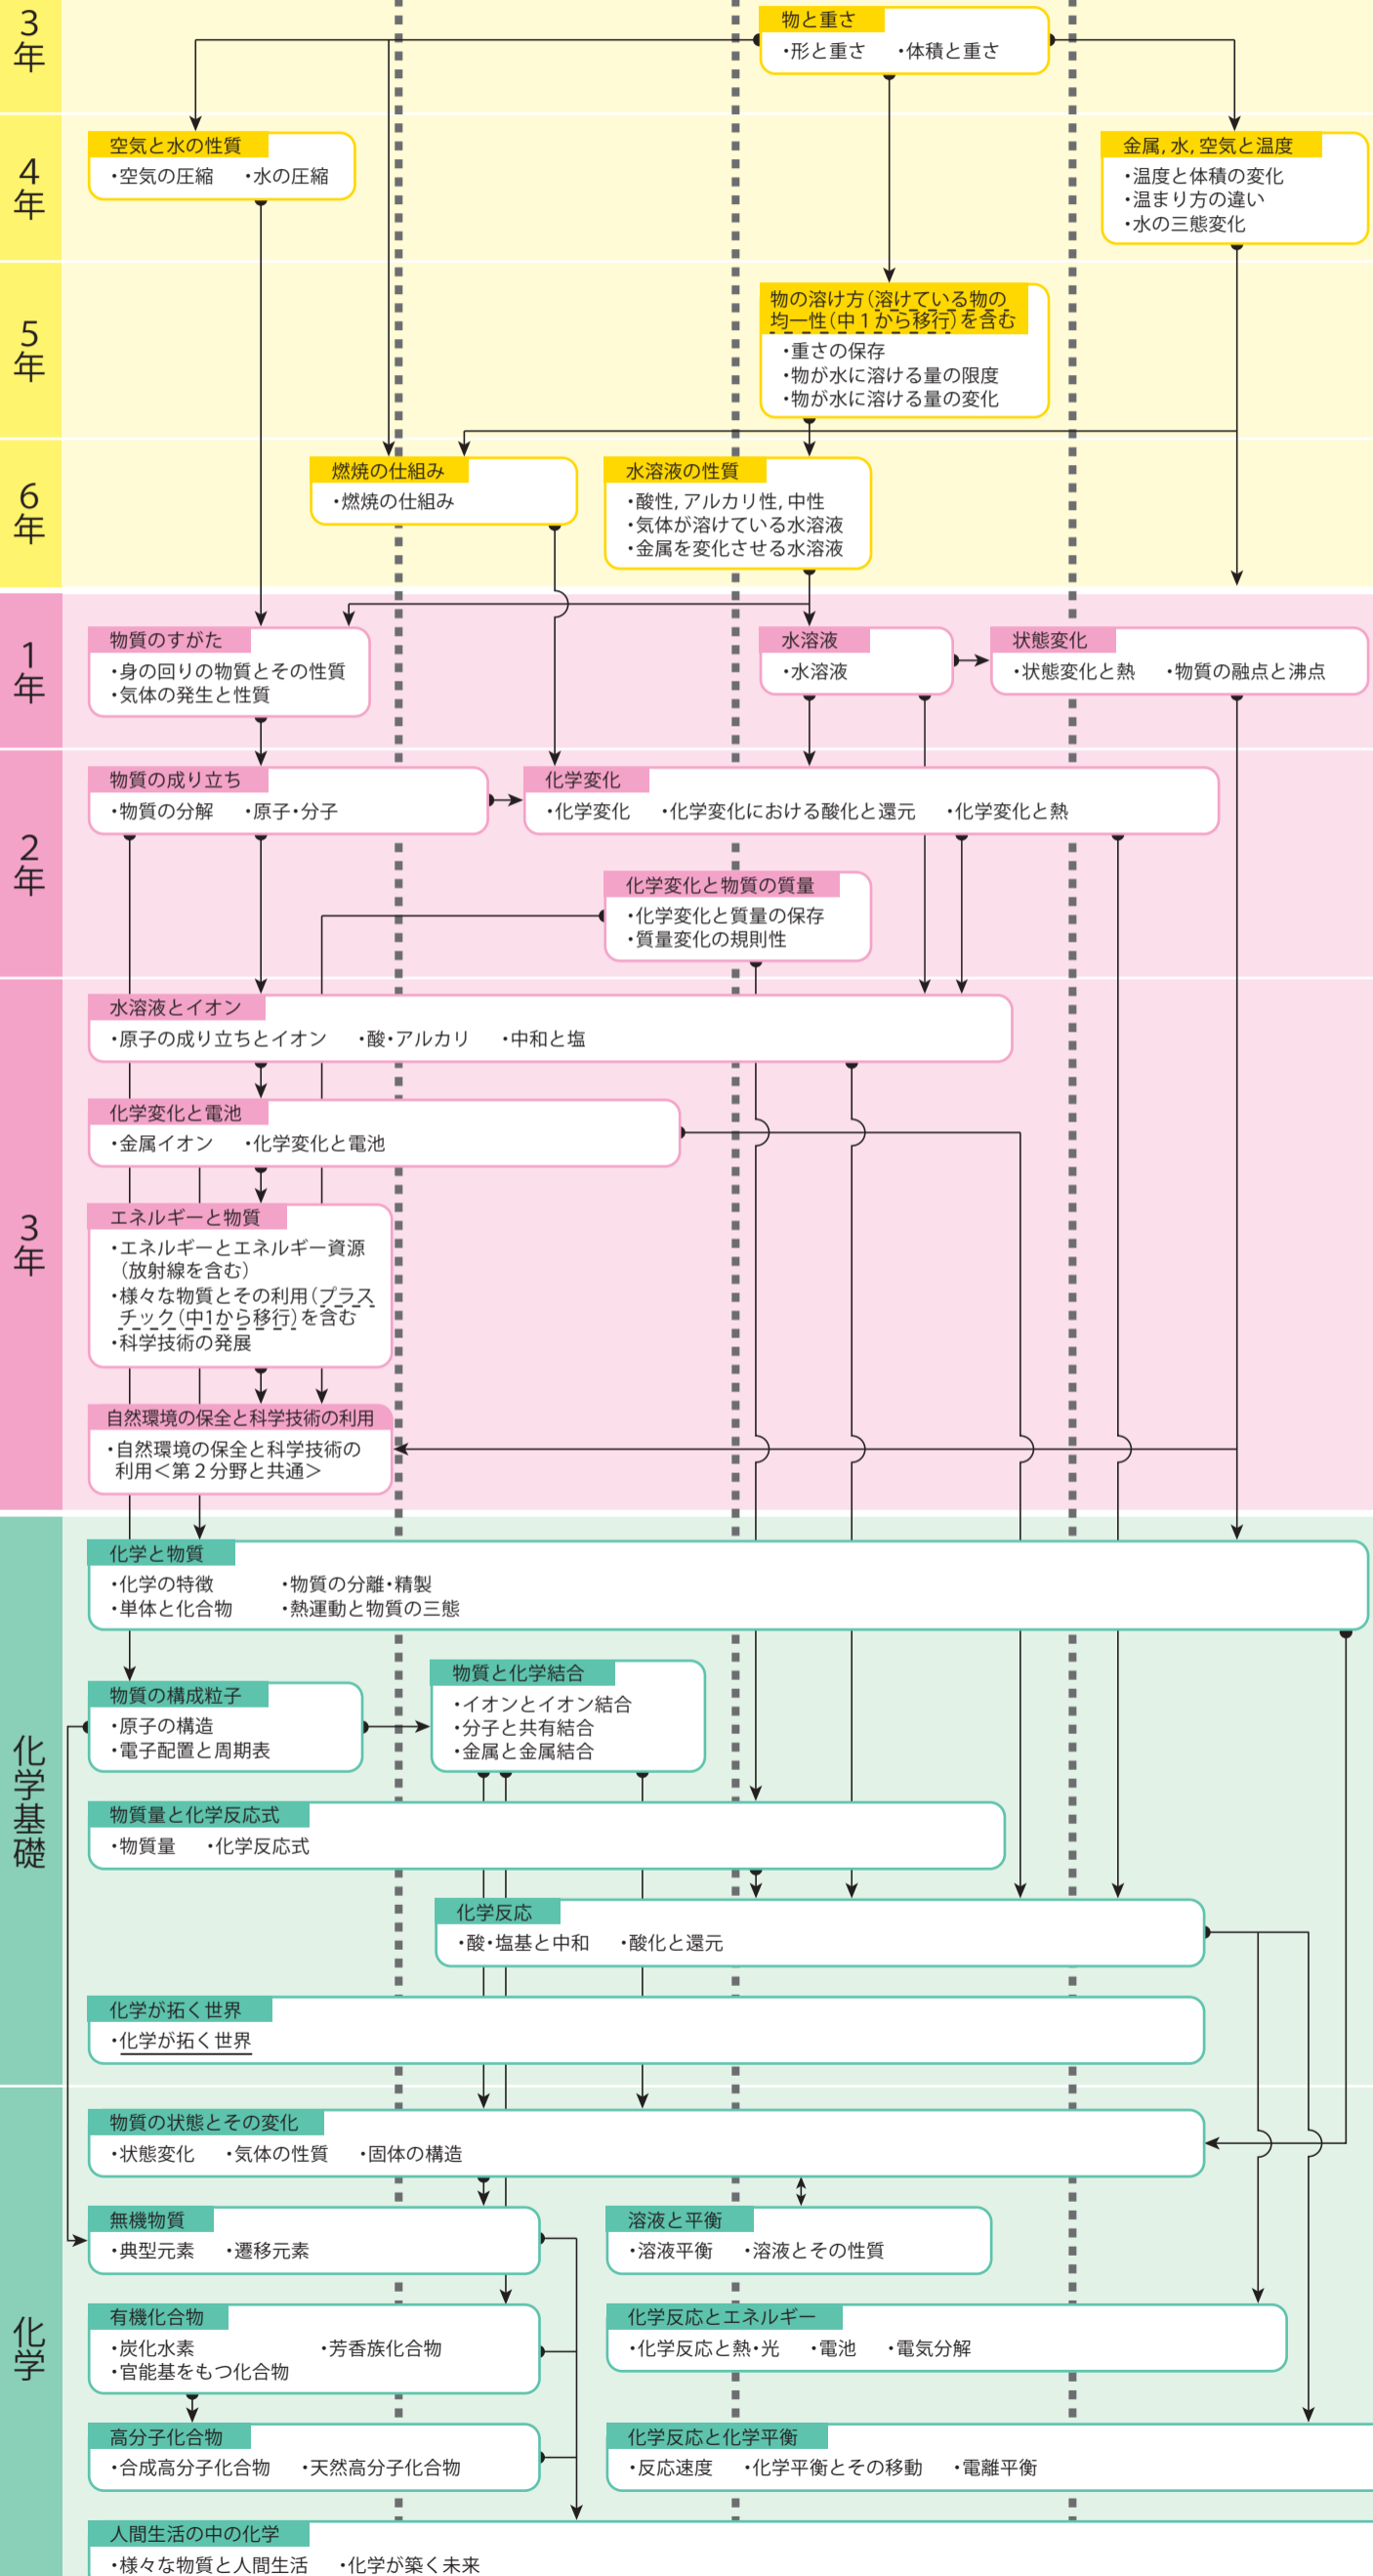 3年
物と重さ
・形と重さ ・体積と重さ
4年
空気と水の性質
・空気の圧縮 ・水の圧縮
金属,水,空気と温度
・温度と体積の変化
・温まり方の違い
・水の三態変化
5年
物の溶け方(溶けている物の
均一性(中1から移行)を含む
・重さの保存
・物が水に溶ける量の限度
・物が水に溶ける量の変化
6年
燃焼の仕組み
・燃焼の仕組み
水溶液の性質
・酸性,アルカリ性,中性
・気体が溶けている水溶液
・金属を変化させる水溶液
1年
物質のすがた
・身の回りの物質とその性質
・気体の発生と性質
水溶液
・水溶液
状態変化
・状態変化と熱 ・物質の融点と沸点
2年
物質の成り立ち
・物質の分解 ・原子・分子
化学変化
・化学変化 ・化学変化における酸化と還元 ・化学変化と熱
化学変化と物質の質量
・化学変化と質量の保存
・質量変化の規則性
3年
水溶液とイオン
・原子の成り立ちとイオン ・酸・アルカリ ・中和と塩
化学変化と電池
・金属イオン ・化学変化と電池
エネルギーと物質
・エネルギーとエネルギー資源
(放射線を含む)
・様々な物質とその利用(プラス
チック(中1から移行)を含む
・科学技術の発展
自然環境の保全と科学技術の利用
・自然環境の保全と科学技術の
利用<第2分野と共通>
化学基礎
化学と物質
・化学の特徴 ・物質の分離・精製
・単体と化合物 ・熱運動と物質の三態
物質の構成粒子
・原子の構造
・電子配置と周期表
物質と化学結合
・イオンとイオン結合
・分子と共有結合
・金属と金属結合
物質量と化学反応式
・物質量 ・化学反応式
化学反応
・酸・塩基と中和 ・酸化と還元
化学が拓く世界
・化学が拓く世界
化学
物質の状態とその変化
・状態変化 ・気体の性質 ・固体の構造
無機物質
・典型元素 ・遷移元素
溶液と平衡
・溶液平衡 ・溶液とその性質
有機化合物
・炭化水素 ・芳香族化合物
・官能基をもつ化合物
化学反応とエネルギー
・化学反応と熱・光 ・電池 ・電気分解
高分子化合物
・合成高分子化合物 ・天然高分子化合物
化学反応と化学平衡
・反応速度 ・化学平衡とその移動 ・電離平衡
人間生活の中の化学
・様々な物質と人間生活 ・化学が築く未来